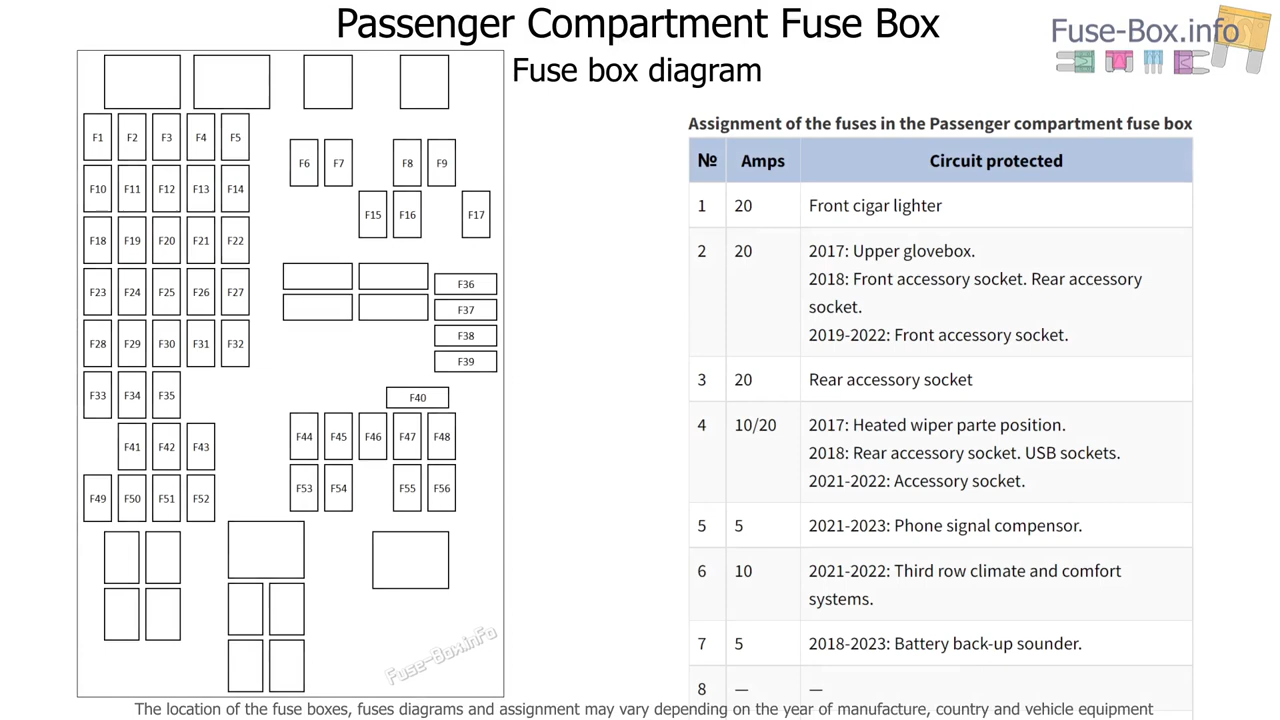 Passenger Compartment Fuse Box
Fuse box diagram
Fuse-Box.info
F1 F2 F3 F4 F5
F6 F7 F8 F9
F10 F11 F12 F13 F14
F15 F16 F17
F18 F19 F20 F21 F22
F23 F24 F25 F26 F27
F36
F37
F38
F39
F28 F29 F30 F31 F32
F33 F34 F35
F40
F41 F42 F43
F44 F45 F46 F47 F48
F49 F50 F51 F52
F53 F54 F55 F56
Fuse-Box.info
Assignment of the fuses in the Passenger compartment fuse box
№ Amps Circuit protected
1 20 Front cigar lighter
2 20 2017: Upper glovebox.
2018: Front accessory socket. Rear accessory
socket.
2019-2022: Front accessory socket.
3 20 Rear accessory socket
4 10/20 2017: Heated wiper parte position.
2018: Rear accessory socket. USB sockets.
2021-2022: Accessory socket.
5 5 2021-2023: Phone signal compensor.
6 10 2021-2022: Third row climate and comfort
systems.
7 5 2018-2023: Battery back-up sounder.
8 — —
The location of the fuse boxes, fuses diagrams and assignment may vary depending on the year of manufacture, country and vehicle equipment